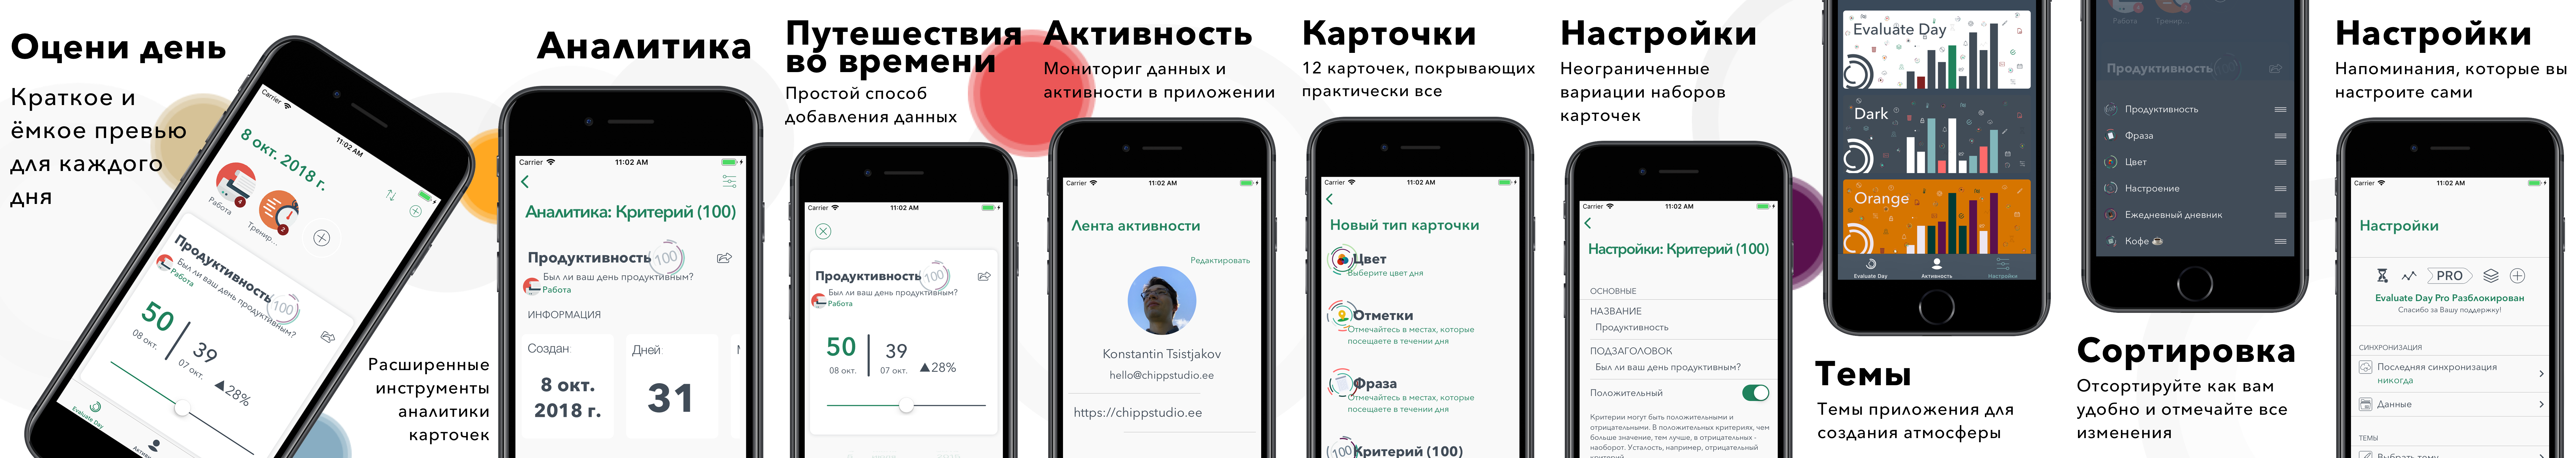 Оцени день
Краткое и
ёмкое превью
для каждого
дня
Carrier
11:02 AM
8 окт. 2018 г.
Работа
4
Тренир...
2
Продуктивность
100
Был ли ваш день продуктивным?
Работа
50
08 окт.
39
07 окт.
▲28%
Evaluate Day
Аналитика
Расширенные
инструменты
аналитики
карточек
Carrier
11:02 AM
Аналитика: Критерий (100)
Продуктивность
100
Был ли ваш день продуктивным?
Работа
ИНФОРМАЦИЯ
Создан
8 окт.
2018 г.
Дней
31
Путешествия
во времени
Простой способ
добавления данных
Carrier
11:02 AM
Продуктивность
100
Был ли ваш день продуктивным?
Работа
50
08 окт.
39
07 окт.
▲28%
Активность
Мониториг данных и
активности в приложении
Carrier
11:02 AM
Лента активности
Редактировать
Konstantin Tsistjakov
hello@chippstudio.ee
https://chippstudio.ee
Карточки
12 карточек, покрывающих
практически все
Carrier
11:02 AM
Новый тип карточки
Цвет
Выберите цвет дня
Отметки
Отмечайтесь в местах, которые
посещаете в течении дня
Фраза
Отмечайтесь в местах, которые
посещаете в течении дня
100
Критерий (100)
Настройки
Неограниченные
вариации наборов
карточек
Carrier
11:02 AM
Настройки: Критерий (100)
ОСНОВНЫЕ
НАЗВАНИЕ
Продуктивность
ПОДЗАГОЛОВОК
Был ли ваш день продуктивным?
Положительный
Критерии могут быть положительными и
отрицательными. В положительных критериях, чем
больше значение, тем лучше, в отрицательных -
наоборот. Усталость, например, отрицательный
критерий.
Evaluate Day
Dark
Orange
Evaluate Day
Активность
Настройки
Темы
Темы приложения для
создания атмосферы
Работа
Тренир...
Продуктивность
Продуктивность
Фраза
Цвет
Настроение
Ежедневный дневник
Кофе ☕
Сортировка
Отсортируйте как вам
удобно и отмечайте все
изменения
Настройки
Напоминания, которые вы
настроите сами
Carrier
11:02 AM
Настройки
PRO
Evaluate Day Pro Разблокирован
Спасибо за Вашу поддержку!
СИНХРОНИЗАЦИЯ
Последняя синхронизация
никогда
Данные
ТЕМЫ
Выбрать тему